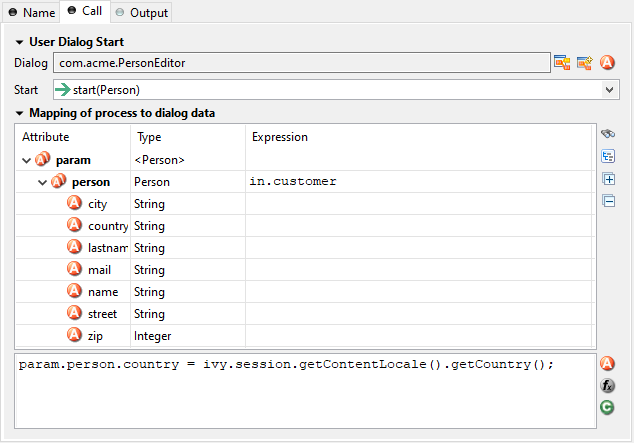 Name Call Output
User Dialog Start
Dialog com.acme.PersonEditor
Start start(Person)
Mapping of process to dialog data
Attribute Type Expression
param <Person>
person Person in.customer
city String
country String
lastnam String
mail String
name String
street String
zip Integer
param.person.country = ivy.session.getContentLocale().getCountry();